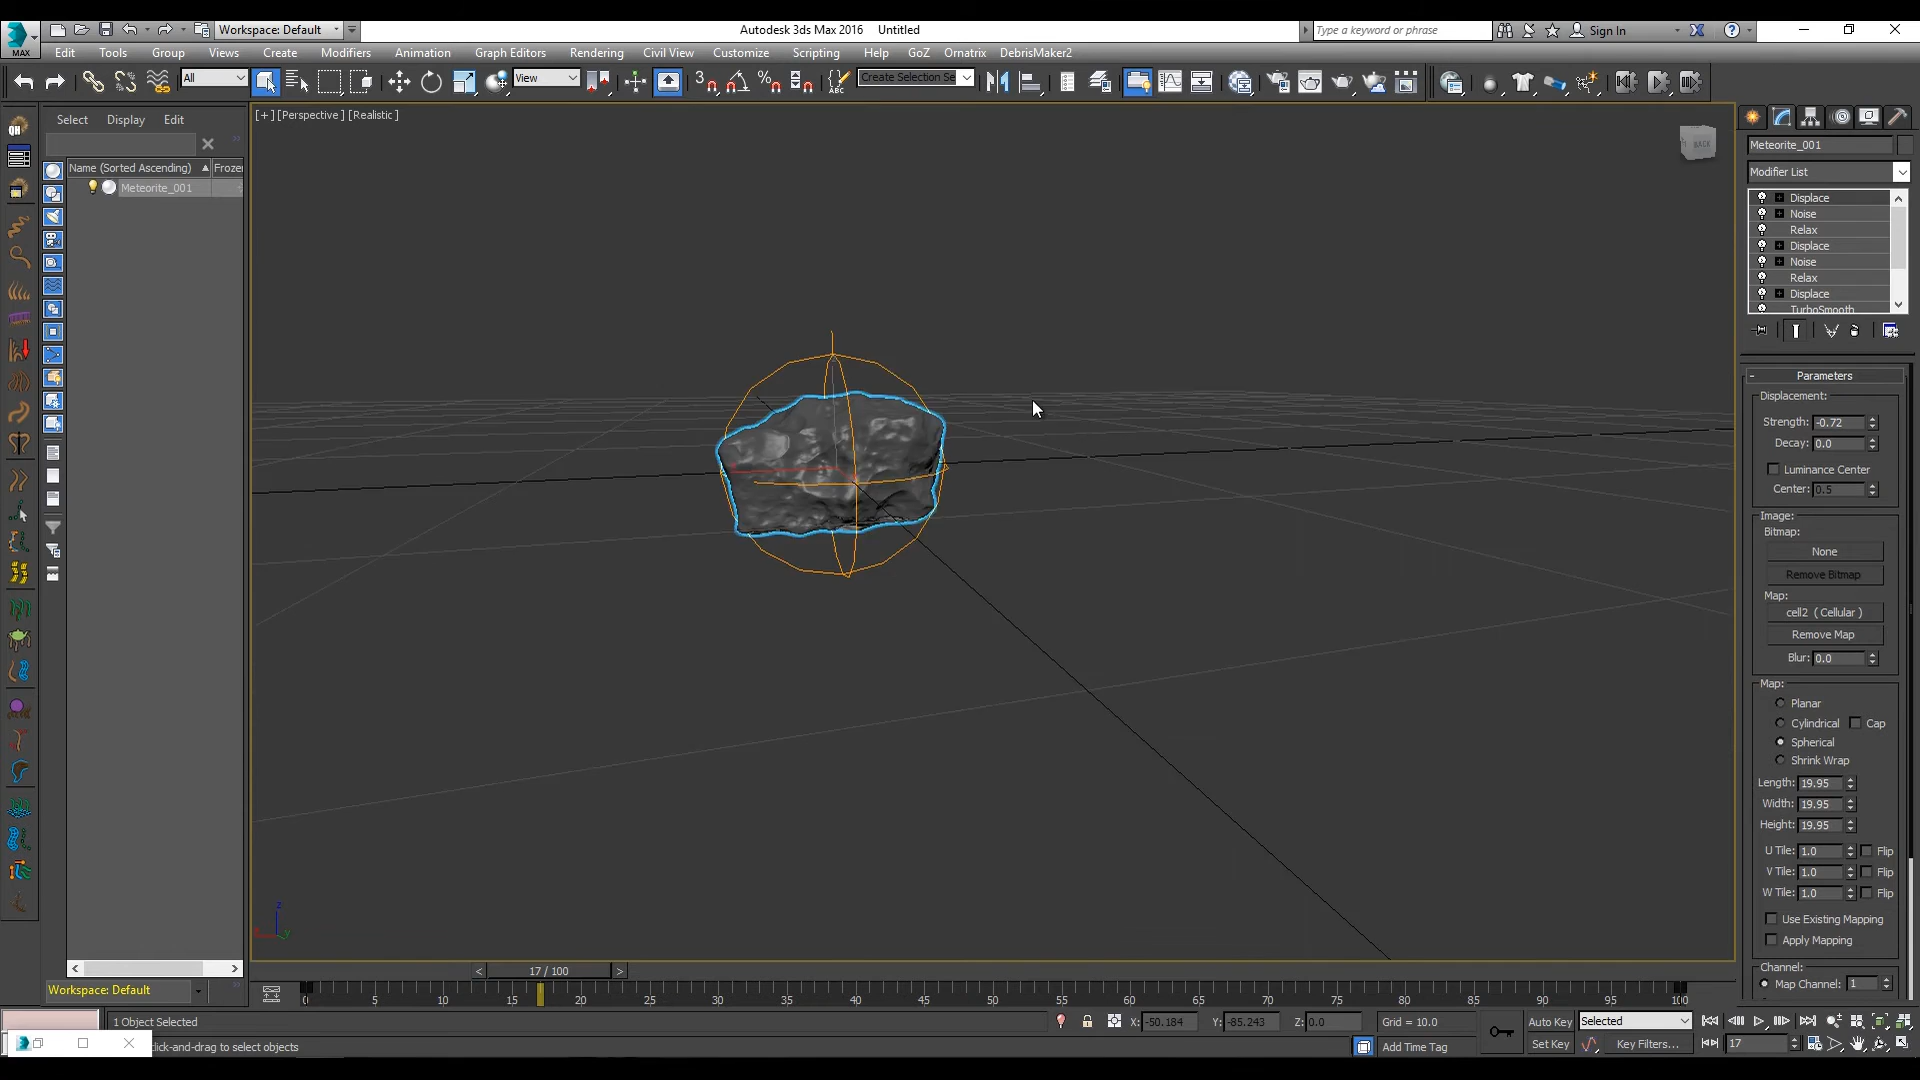 MAX
Workspace: Default
Autodesk 3ds Max 2016 Untitled
Type a keyword or phrase
Sign In
Edit Tools Group Views Create Modifiers Animation Graph Editors Rendering Civil View Customize Scripting Help GoZ Ornatrix DebrisMaker2
All
View
3
ABC
Create Selection Se
Select Display Edit
Name (Sorted Ascending) Frozen
Meteorite_001
[+] [Perspective ] [Realistic ]
BACK
Meteorite_001
Modifier List
Displace
Noise
Relax
Displace
Noise
Relax
Displace
TurboSmooth
- Parameters
Displacement:
Strength: -0.72
Decay: 0.0
Luminance Center
Center: 0.5
Image:
Bitmap:
None
Remove Bitmap
Map:
cell2 ( Cellular )
Remove Map
Blur: 0.0
Map:
Planar
Cylindrical Cap
Spherical
Shrink Wrap
Length: 19.95
Width: 19.95
Height: 19.95
U Tile: 1.0 Flip
V Tile: 1.0 Flip
W Tile: 1.0 Flip
Use Existing Mapping
Apply Mapping
Channel:
Map Channel: 1
z
x
y
< 17 / 100 >
Workspace: Default
0 5 10 15 20 25 30 35 40 45 50 55 60 65 70 75 80 85 90 95 100
1 Object Selected
X: -50.184 Y: -85.243 Z: 0.0 Grid = 10.0
Auto Key Selected
click-and-drag to select objects
Add Time Tag
Set Key Key Filters...
17